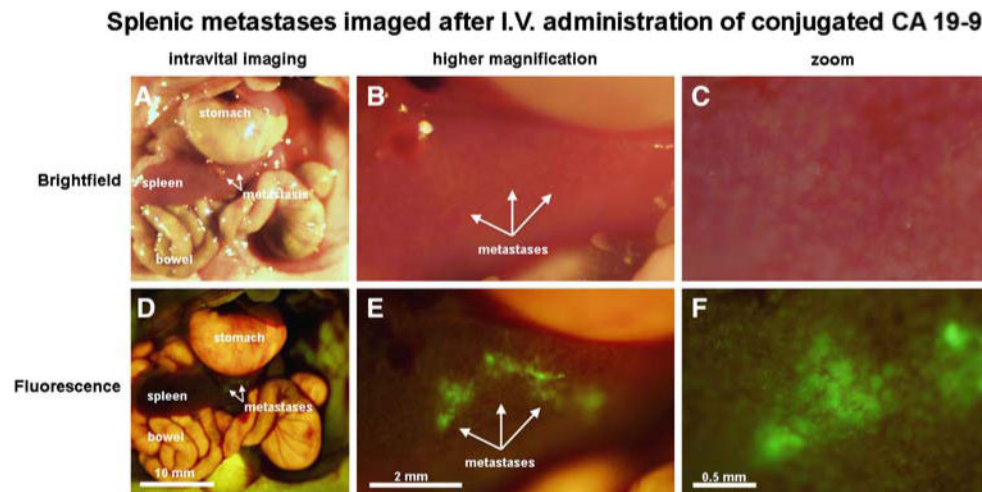 Splenic metastases imaged after I.V. administration of conjugated CA 19-9
intravital imaging
higher magnification
zoom
Brightfield
A
stomach
spleen
metastasis
bowel
B
metastases
C
Fluorescence
D
stomach
spleen
metastases
bowel
10 mm
E
metastases
2 mm
F
0.5 mm